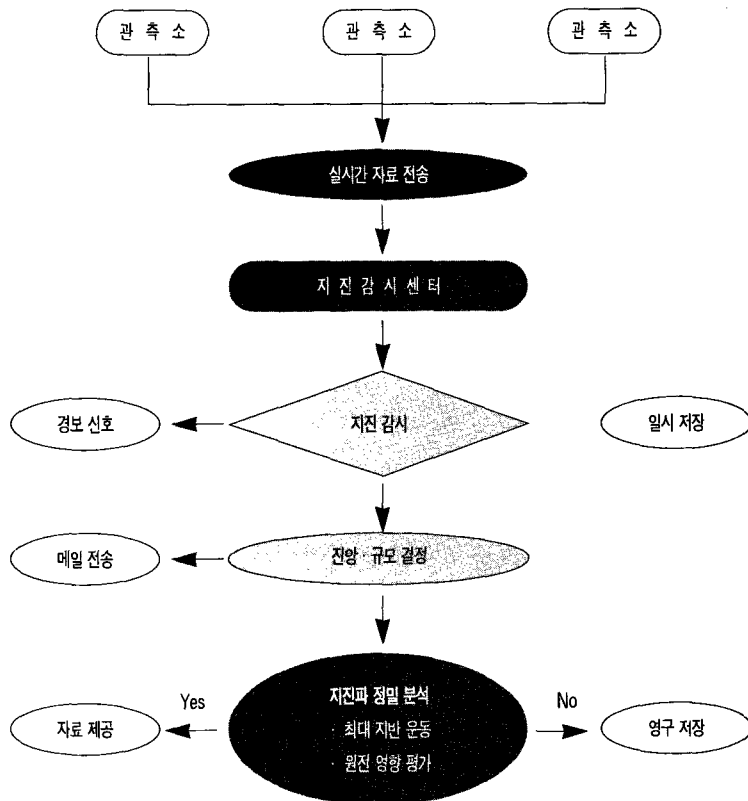 관 측 소
관 측 소
관 측 소
실시간 자료 전송
지 진 감 시 센 터
경보 신호
지진 감시
일시 저장
메일 전송
진앙 · 규모 결정
지진파 정밀 분석
· 최대 지반 운동
· 원전 영향 평가
Yes
No
자료 제공
영구 저장